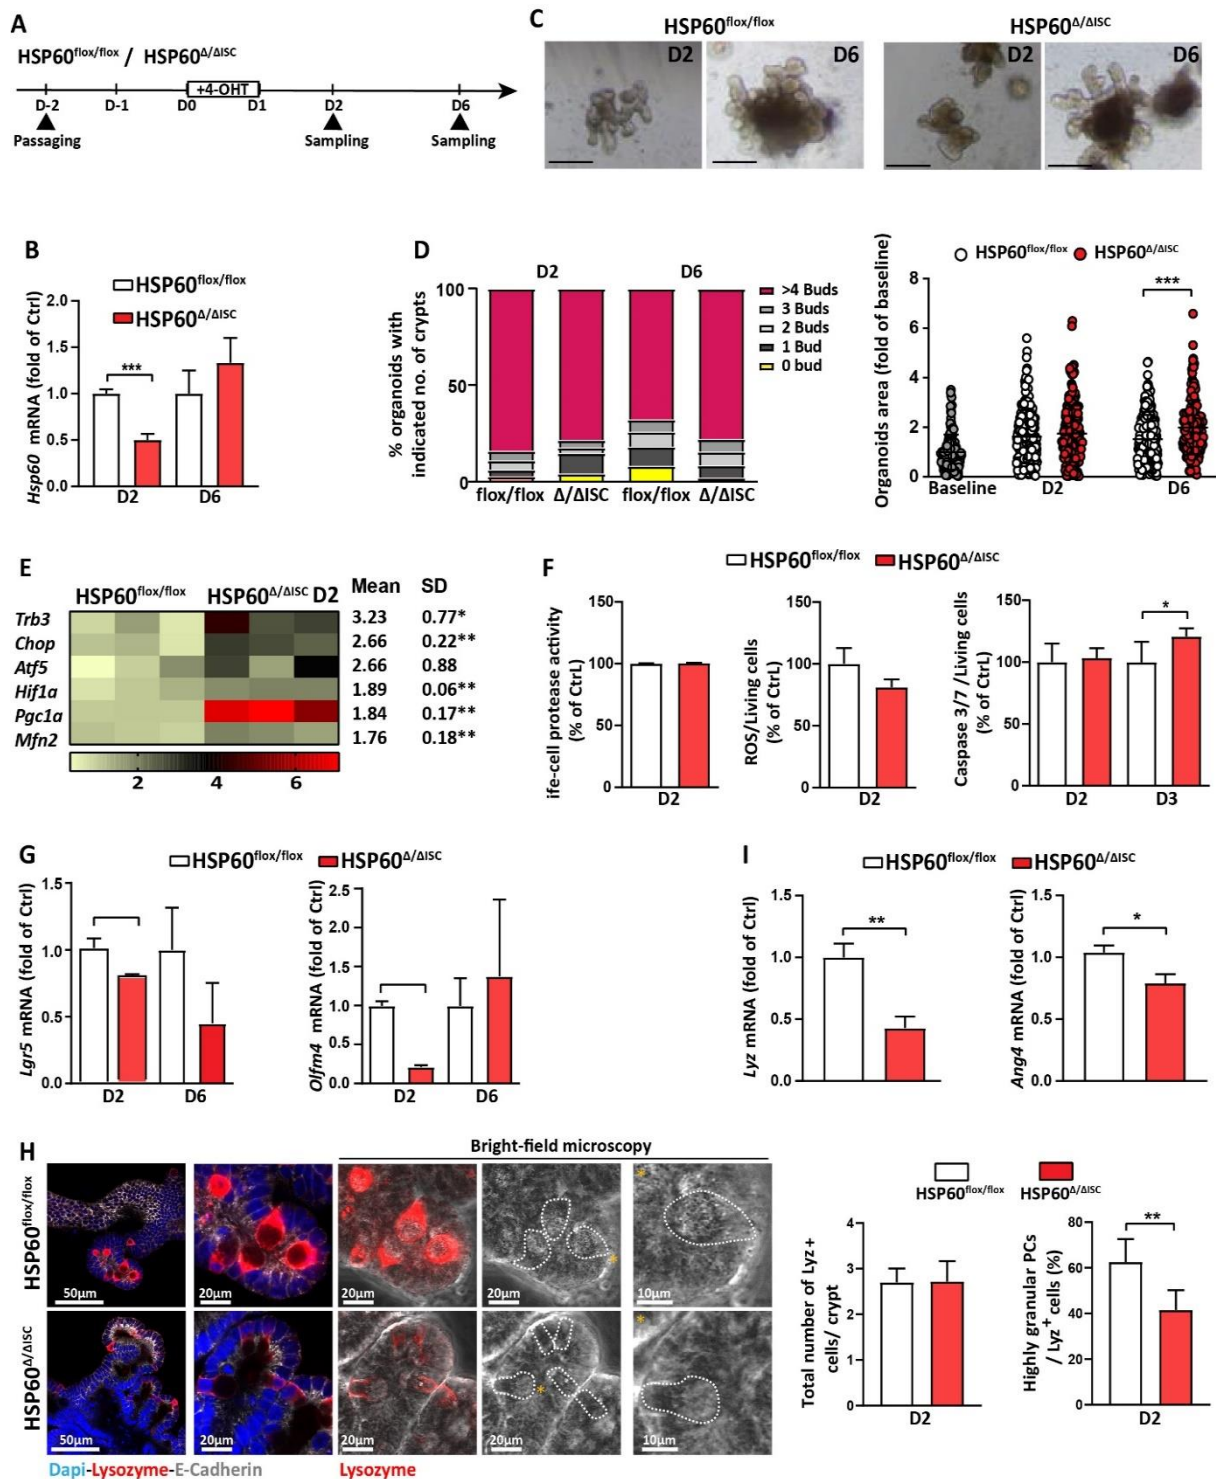 A
HSP60flox/flox / HSP60Δ/ΔISC
+4-OHT
D-2 D-1 D0 D1 D2 D6
Passaging Sampling Sampling
C
HSP60flox/flox HSP60Δ/ΔISC
D2 D6 D2 D6
B
HSP60flox/flox
HSP60Δ/ΔISC
Hsp60 mRNA (fold of Ctrl)
2.0
1.5
1.0
0.5
0.0
***
D2 D6
D
D2 D6
% organoids with
indicated no. of crypts
100
50
0
flox/flox Δ/ΔISC flox/flox Δ/ΔISC
>4 Buds
3 Buds
2 Buds
1 Bud
0 bud
HSP60flox/flox HSP60Δ/ΔISC
Organoids area (fold of baseline)
8
6
4
2
0
***
Baseline D2 D6
E
HSP60flox/flox HSP60Δ/ΔISC D2 Mean SD
Trb3 3.23 0.77*
Chop 2.66 0.22**
Atf5 2.66 0.88
Hif1a 1.89 0.06**
Pgc1a 1.84 0.17**
Mfn2 1.76 0.18**
2 4 6
F
HSP60flox/flox HSP60Δ/ΔISC
ife-cell protease activity
(% of CtrL)
150
100
50
0
D2
ROS/Living cells
(% of CtrL)
150
100
50
0
D2
Caspase 3/7 /Living cells
(% of CtrL)
150
100
50
0
*
D2 D3
G
HSP60flox/flox HSP60Δ/ΔISC
Lgr5 mRNA (fold of Ctrl)
1.5
1.0
0.5
0.0
D2 D6
Olfm4 mRNA (fold of Ctrl)
2.5
2.0
1.5
1.0
0.5
0.0
D2 D6
I
HSP60flox/flox HSP60Δ/ΔISC
Lyz mRNA (fold of Ctrl)
1.5
1.0
0.5
0.0
**
Ang4 mRNA (fold of Ctrl)
1.5
1.0
0.5
0.0
*
H
Bright-field microscopy
HSP60flox/flox
50μm 20μm 20μm 20μm 10μm
* *
HSP60Δ/ΔISC
50μm 20μm 20μm 20μm 10μm
* *
Dapi-Lysozyme-E-Cadherin Lysozyme
HSP60flox/flox HSP60Δ/ΔISC
Total number of Lyz+
cells/ crypt
4
3
2
1
0
D2
Highly granular PCs
/ Lyz+ cells (%)
80
60
40
20
0
**
D2